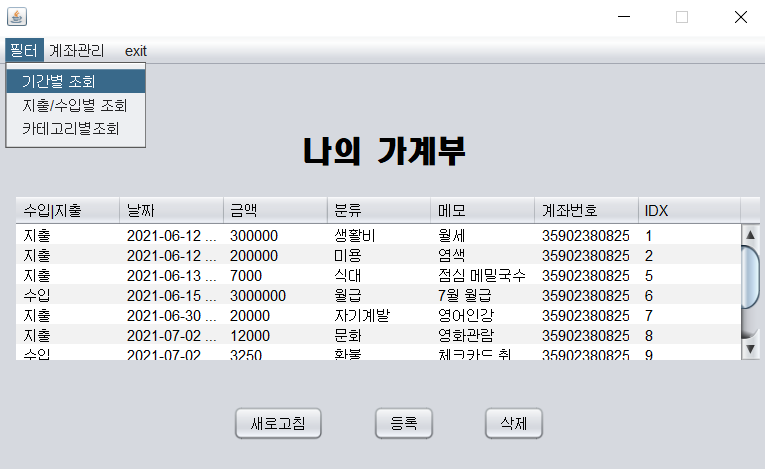 필터 계좌관리 exit
기간별 조회
지출/수입별 조회
카테고리별조회
나의 가계부
수입|지출 날짜 금액 분류 메모 계좌번호 IDX
지출 2021-06-12 ... 300000 생활비 월세 35902380825 1
지출 2021-06-12 ... 200000 미용 염색 35902380825 2
지출 2021-06-13 ... 7000 식대 점심 메밀국수 35902380825 5
수입 2021-06-15 ... 3000000 월급 7월 월급 35902380825 6
지출 2021-06-30 ... 20000 자기계발 영어인강 35902380825 7
지출 2021-07-02 ... 12000 문화 영화관람 35902380825 8
수입 2021-07-02 3250 환불 체크카드 취 35902380825 9
새로고침 등록 삭제